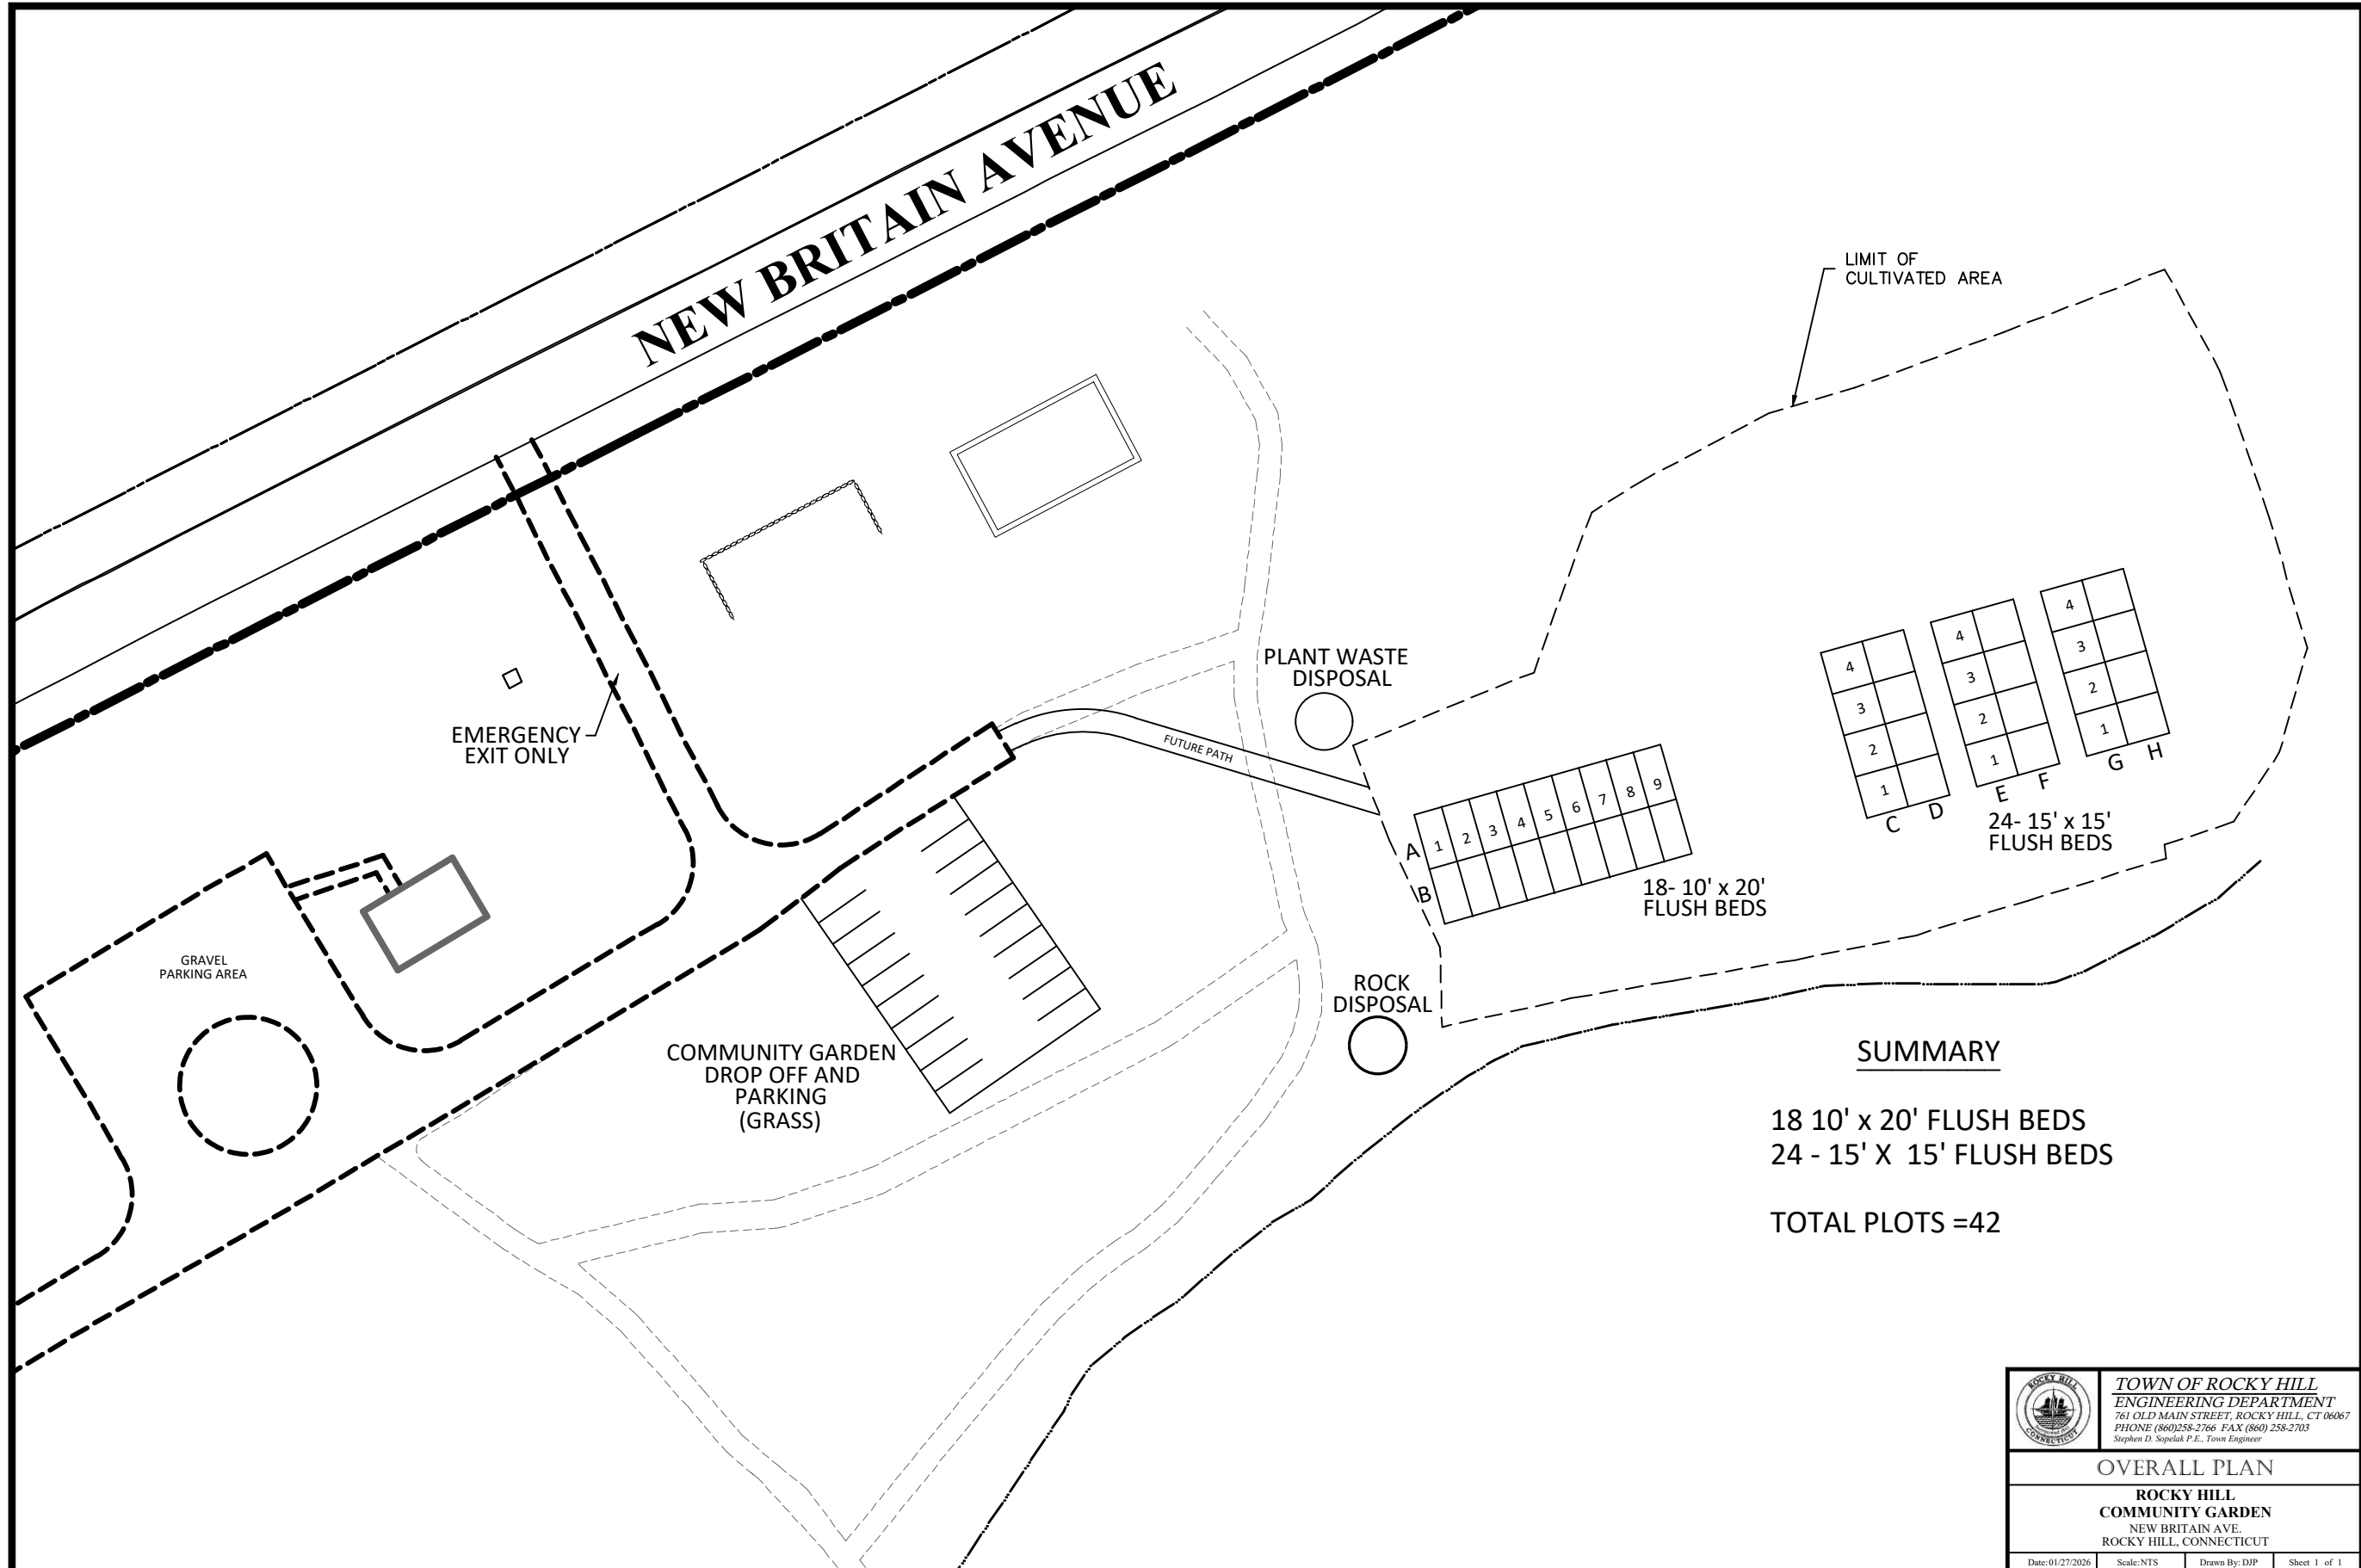 NEW BRITAIN AVENUE
LIMIT OF
CULTIVATED AREA
EMERGENCY
EXIT ONLY
PLANT WASTE
DISPOSAL
FUTURE PATH
4
3
2
1
C D
4
3
2
1
E F
4
3
2
1
G H
24- 15' x 15'
FLUSH BEDS
A 1 2 3 4 5 6 7 8 9
B
18- 10' x 20'
FLUSH BEDS
GRAVEL
PARKING AREA
ROCK
DISPOSAL
COMMUNITY GARDEN
DROP OFF AND
PARKING
(GRASS)
SUMMARY
18 10' x 20' FLUSH BEDS
24 - 15' X 15' FLUSH BEDS
TOTAL PLOTS =42
ROCKY HILL
CONNECTICUT
TOWN OF ROCKY HILL
ENGINEERING DEPARTMENT
761 OLD MAIN STREET, ROCKY HILL, CT 06067
PHONE (860)258-2766 FAX (860) 258-2703
Stephen D. Sopelak P.E., Town Engineer
OVERALL PLAN
ROCKY HILL
COMMUNITY GARDEN
NEW BRITAIN AVE.
ROCKY HILL, CONNECTICUT
Date: 01/27/2026 Scale: NTS Drawn By: DJP Sheet 1 of 1